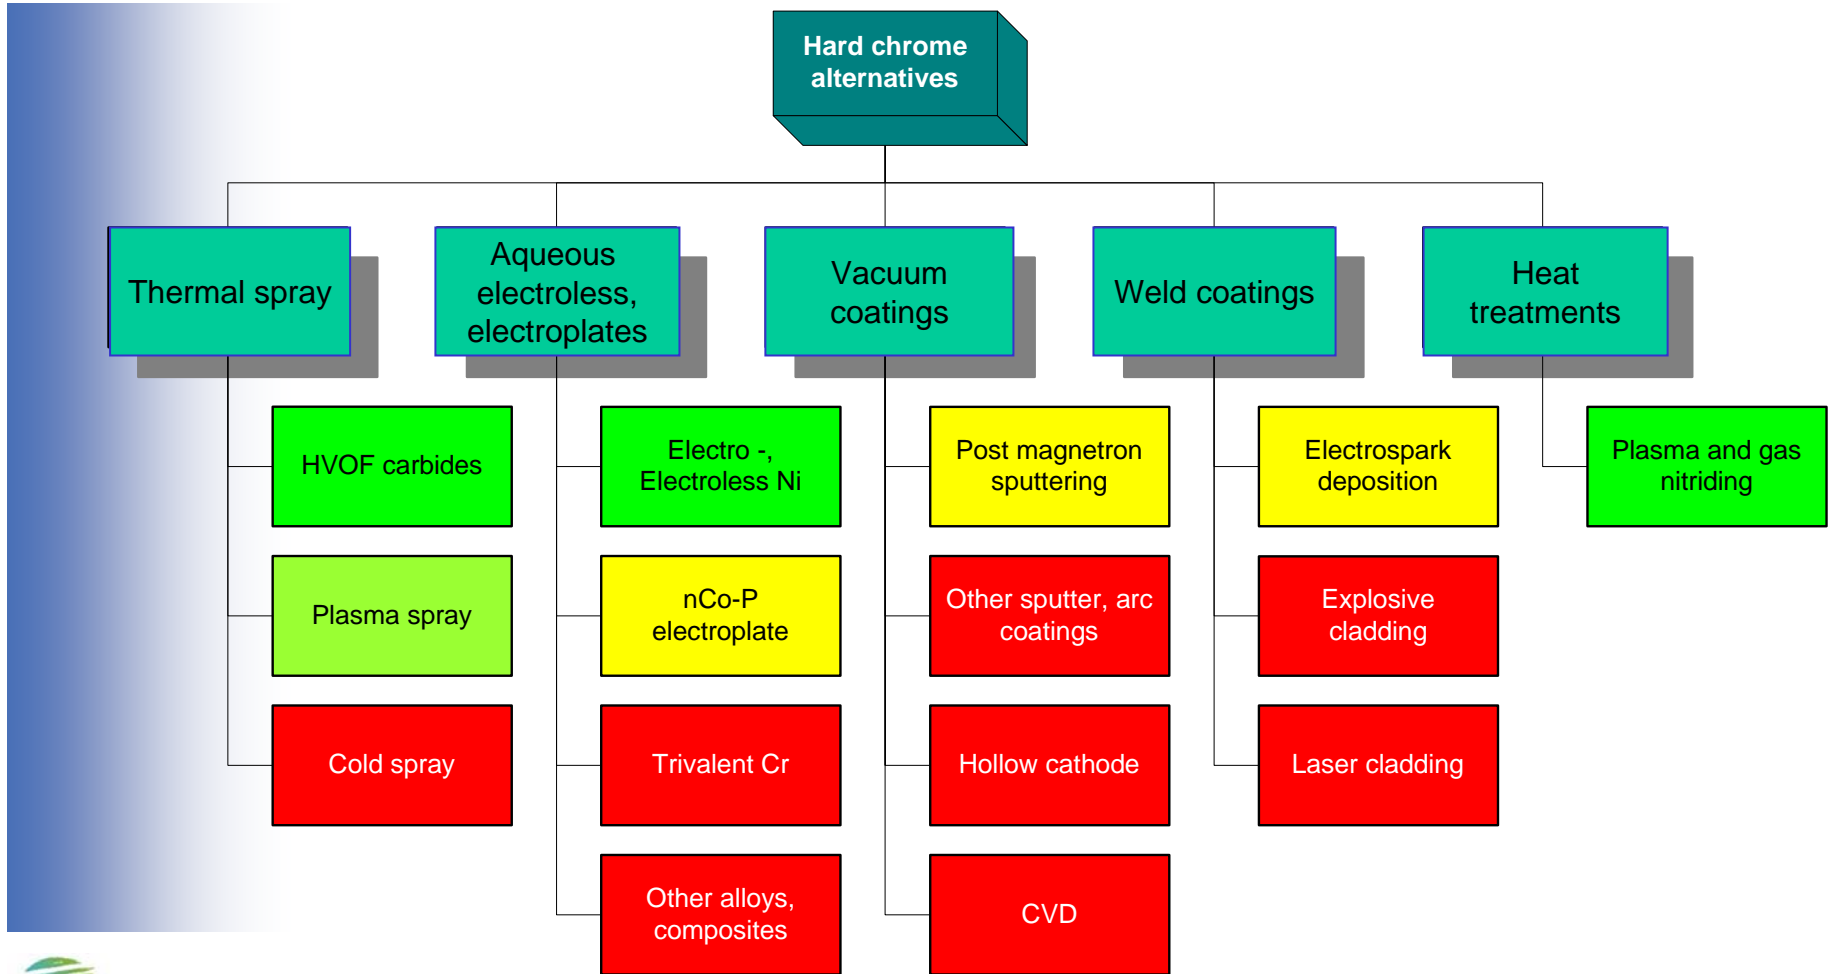 Hard chrome
alternatives
Thermal spray
Aqueous
electroless,
electroplates
Vacuum
coatings
Weld coatings
Heat
treatments
HVOF carbides
Plasma spray
Cold spray
Electro -,
Electroless Ni
nCo-P
electroplate
Trivalent Cr
Other alloys,
composites
Post magnetron
sputtering
Other sputter, arc
coatings
Hollow cathode
CVD
Electrospark
deposition
Explosive
cladding
Laser cladding
Plasma and gas
nitriding